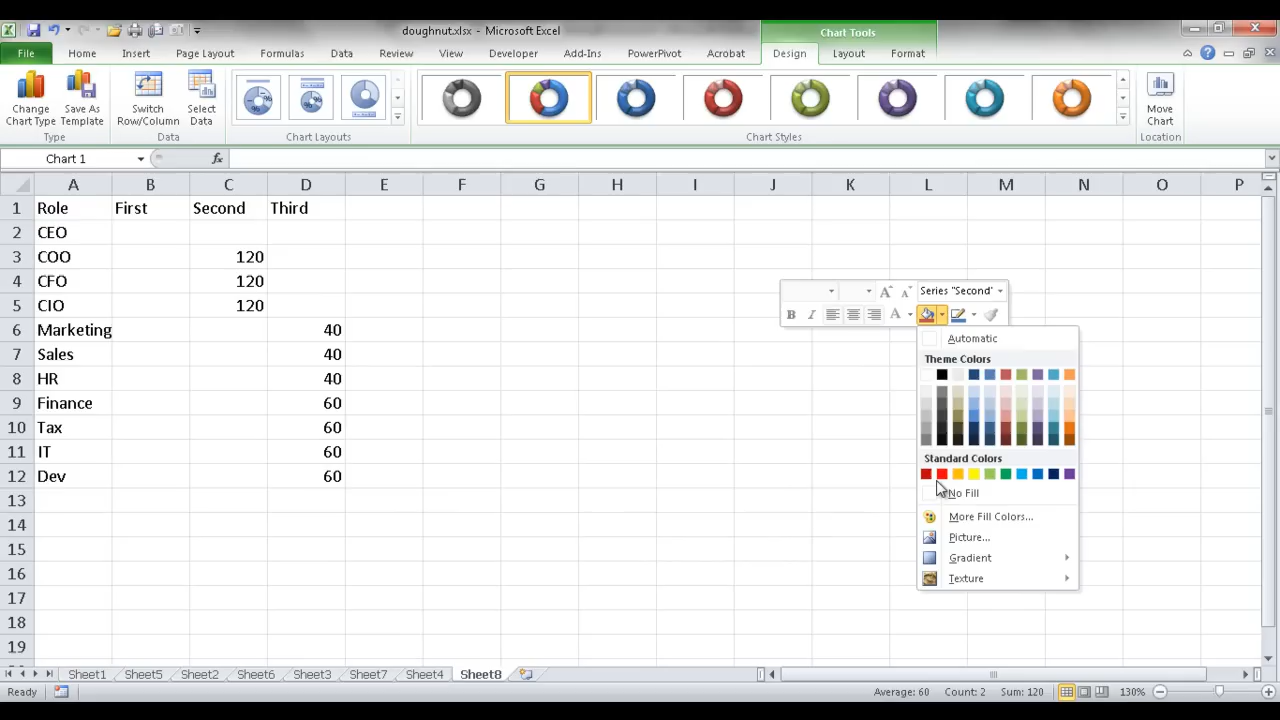 doughnut.xlsx - Microsoft Excel
Chart Tools
File Home Insert Page Layout Formulas Data Review View Developer Add-Ins PowerPivot Acrobat Design Layout Format
Change Chart Type
Save As Template
Switch Row/Column
Select Data
Move Chart
Type Data Chart Layouts Chart Styles Location
Chart 1 fx
A B C D E F G H I J K L M N O P
1 Role First Second Third
2 CEO
3 COO 120
4 CFO 120
5 CIO 120
6 Marketing 40
7 Sales 40
8 HR 40
9 Finance 60
10 Tax 60
11 IT 60
12 Dev 60
13
14
15
16
17
18
19
A A Series "Second"
B I A
Automatic
Theme Colors
Standard Colors
No Fill
More Fill Colors...
Picture...
Gradient
Texture
Sheet1 Sheet5 Sheet2 Sheet6 Sheet3 Sheet7 Sheet4 Sheet8
Ready Average: 60 Count: 2 Sum: 120 130%